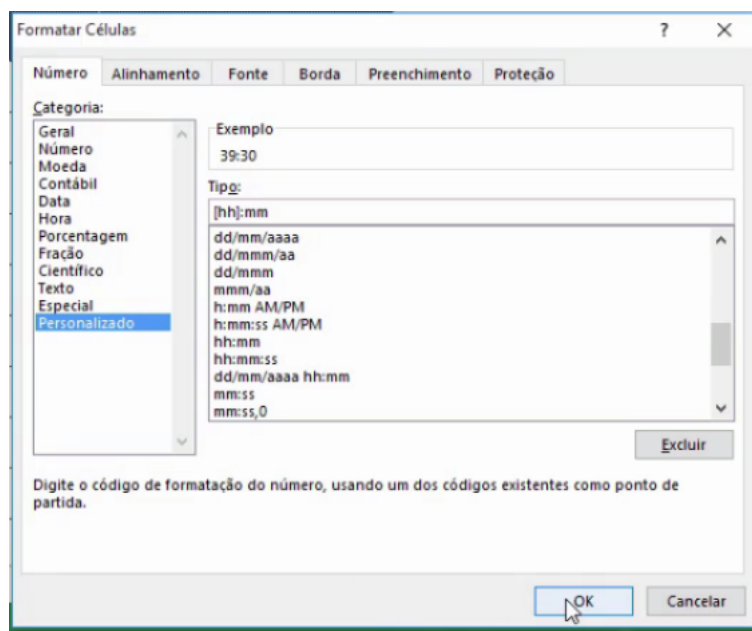 Formatar Células
?
Número Alinhamento Fonte Borda Preenchimento Proteção
Categoria:
Geral
Número
Moeda
Contábil
Data
Hora
Porcentagem
Fração
Científico
Texto
Especial
Personalizado
Exemplo
39:30
Tipo:
[hh]:mm
dd/mm/aaaa
dd/mmm/aa
dd/mmm
mmm/aa
h:mm AM/PM
h:mm:ss AM/PM
hh:mm
hh:mm:ss
dd/mm/aaaa hh:mm
mm:ss
mm:ss,0
Excluir
Digite o código de formatação do número, usando um dos códigos existentes como ponto de
partida.
OK Cancelar